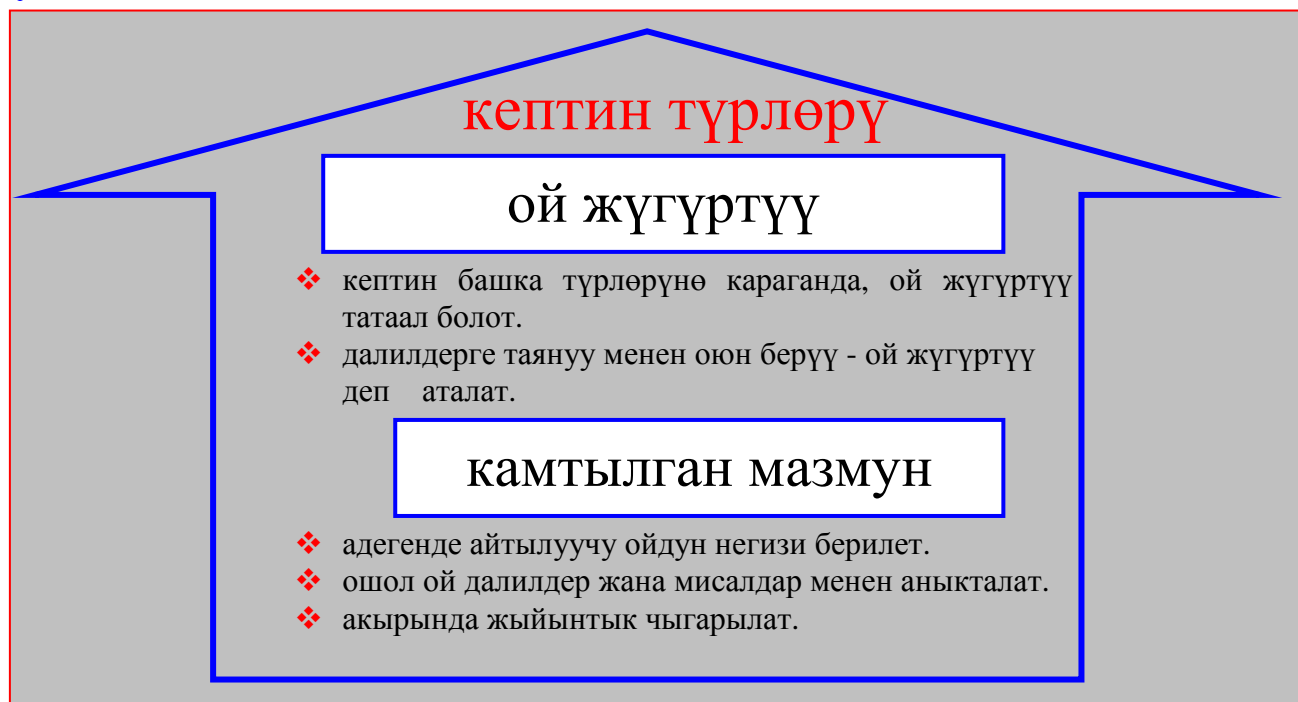 кептин түрлөрү
ой жүгүртүү
❖ кептин башка түрлөрүнө караганда, ой жүгүртүү
татаал болот.
❖ далилдерге таянуу менен оюн берүү - ой жүгүртүү
деп аталат.
камтылган мазмун
❖ адегенде айтылуучу ойдун негизи берилет.
❖ ошол ой далилдер жана мисалдар менен аныкталат.
❖ акырында жыйынтык чыгарылат.